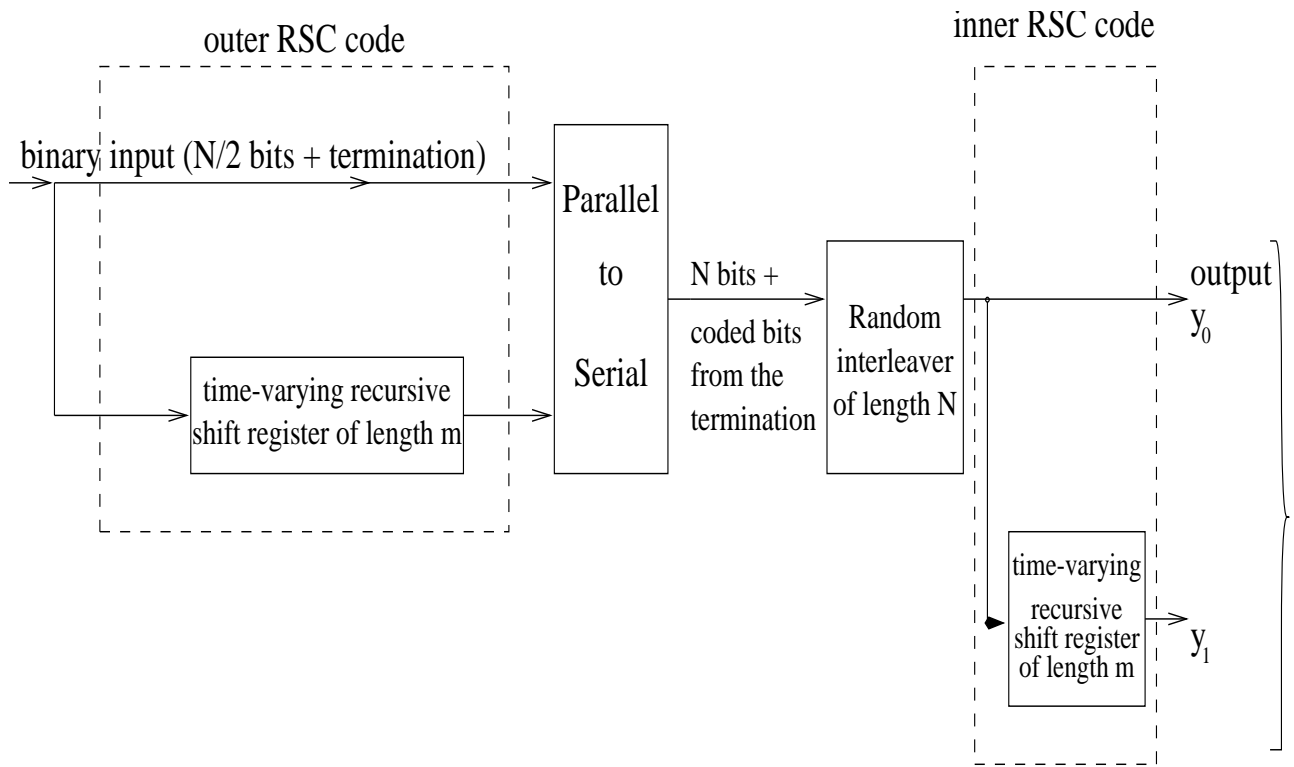 outer RSC code
inner RSC code
binary input (N/2 bits + termination)
Parallel
to
Serial
N bits +
coded bits
from the
termination
Random
interleaver
of length N
output
y0
time-varying recursive
shift register of length m
time-varying
recursive
shift register
of length m
y1